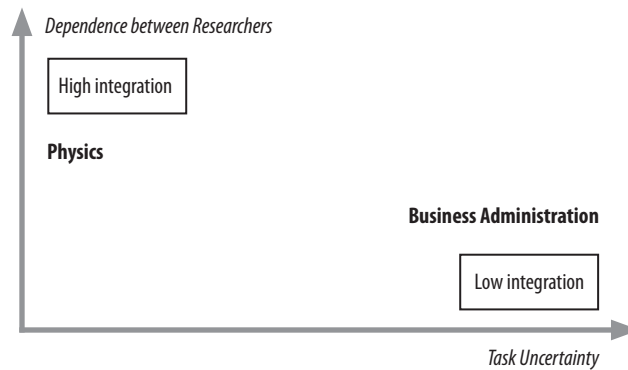 Dependence between Researchers
High integration
Physics
Business Administration
Low integration
Task Uncertainty